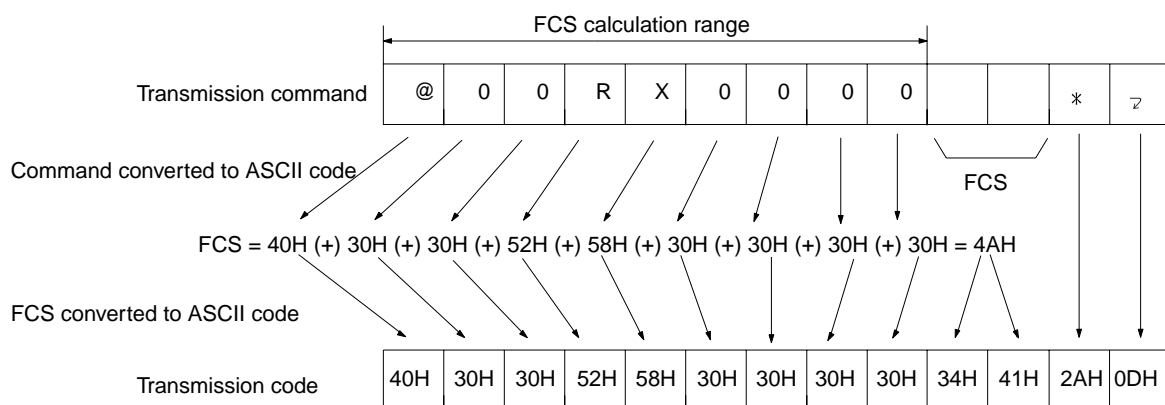 FCS calculation range
Transmission command @ 0 0 R X 0 0 0 0 * ⤶
Command converted to ASCII code
FCS
FCS = 40H (+) 30H (+) 30H (+) 52H (+) 58H (+) 30H (+) 30H (+) 30H (+) 30H = 4AH
FCS converted to ASCII code
Transmission code 40H 30H 30H 52H 58H 30H 30H 30H 30H 34H 41H 2AH 0DH